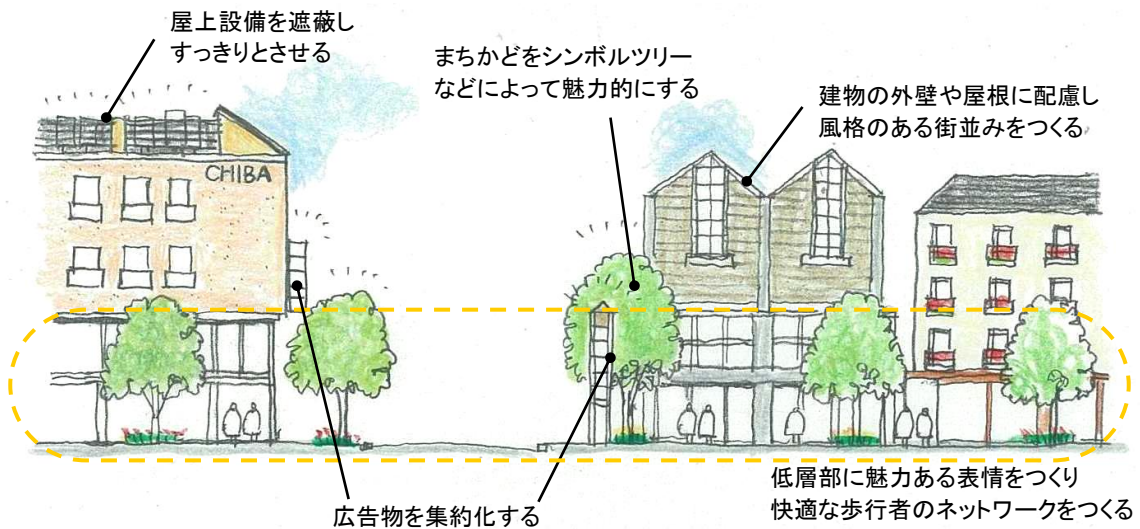 屋上設備を遮蔽し
すっきりとさせる
まちかどをシンボルツリー
などによって魅力的にする
建物の外壁や屋根に配慮し
風格のある街並みをつくる
CHIBA
低層部に魅力ある表情をつくり
快適な歩行者のネットワークをつくる
広告物を集約化する